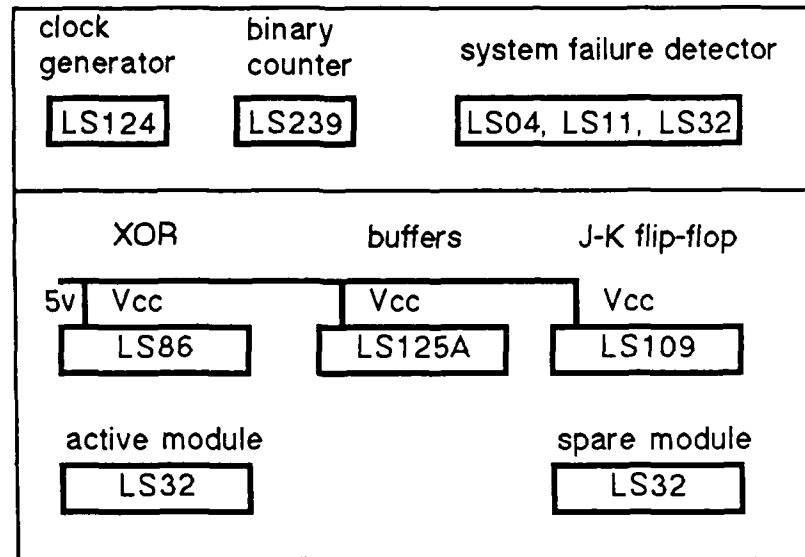 clock generator
binary counter
system failure detector
LS124
LS239
LS04, LS11, LS32
XOR
buffers
J-K flip-flop
5v
Vcc
Vcc
Vcc
LS86
LS125A
LS109
active module
spare module
LS32
LS32